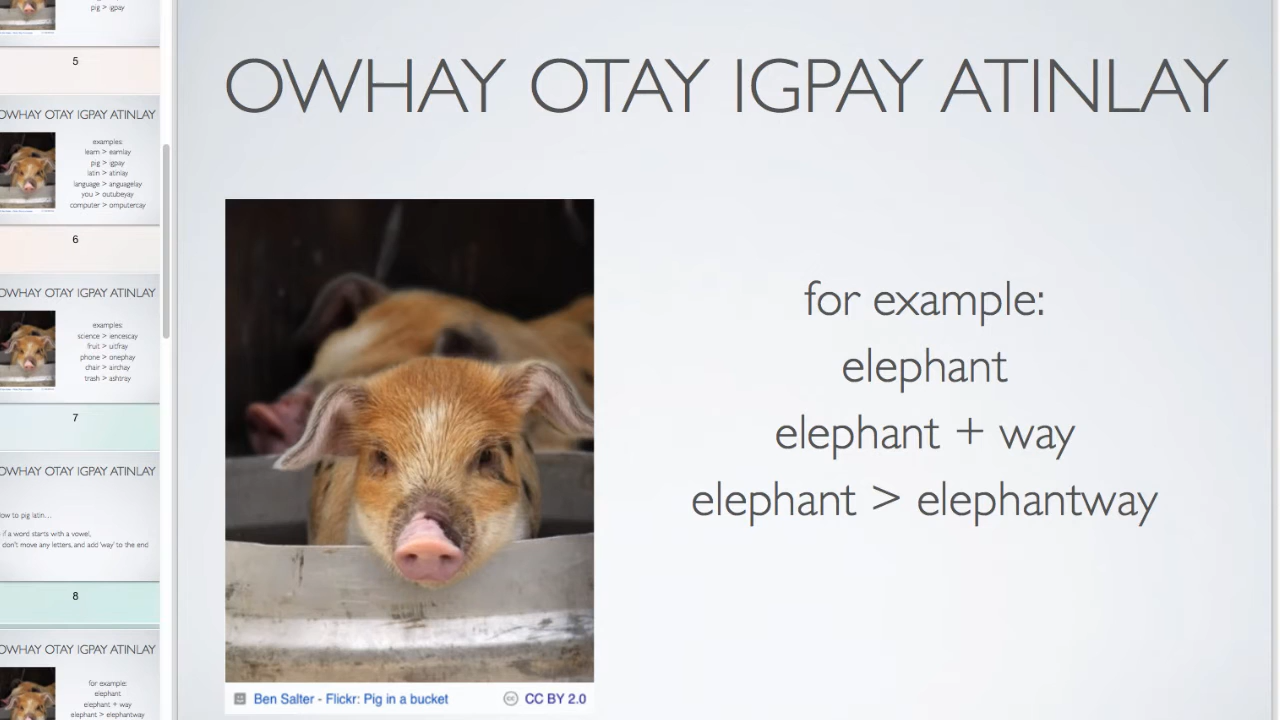 pig > igpay
5
OWHAY OTAY IGPAY ATINLAY
examples:
learn > earnlay
pig > igpay
latin > atinlay
language > anguagelay
you > outubeyay
computer > omputercay
6
OWHAY OTAY IGPAY ATINLAY
examples:
science > iencescay
fruit > uitfray
phone > onephay
chair > airchay
trash > ashtray
7
OWHAY OTAY IGPAY ATINLAY
ow to pig latin...
if a word starts with a vowel,
don't move any letters, and add 'way' to the end
8
OWHAY OTAY IGPAY ATINLAY
for example:
elephant
elephant + way
elephant > elephantway
OWHAY OTAY IGPAY ATINLAY
for example:
elephant
elephant + way
elephant > elephantway
Ben Salter - Flickr: Pig in a bucket
CC BY 2.0